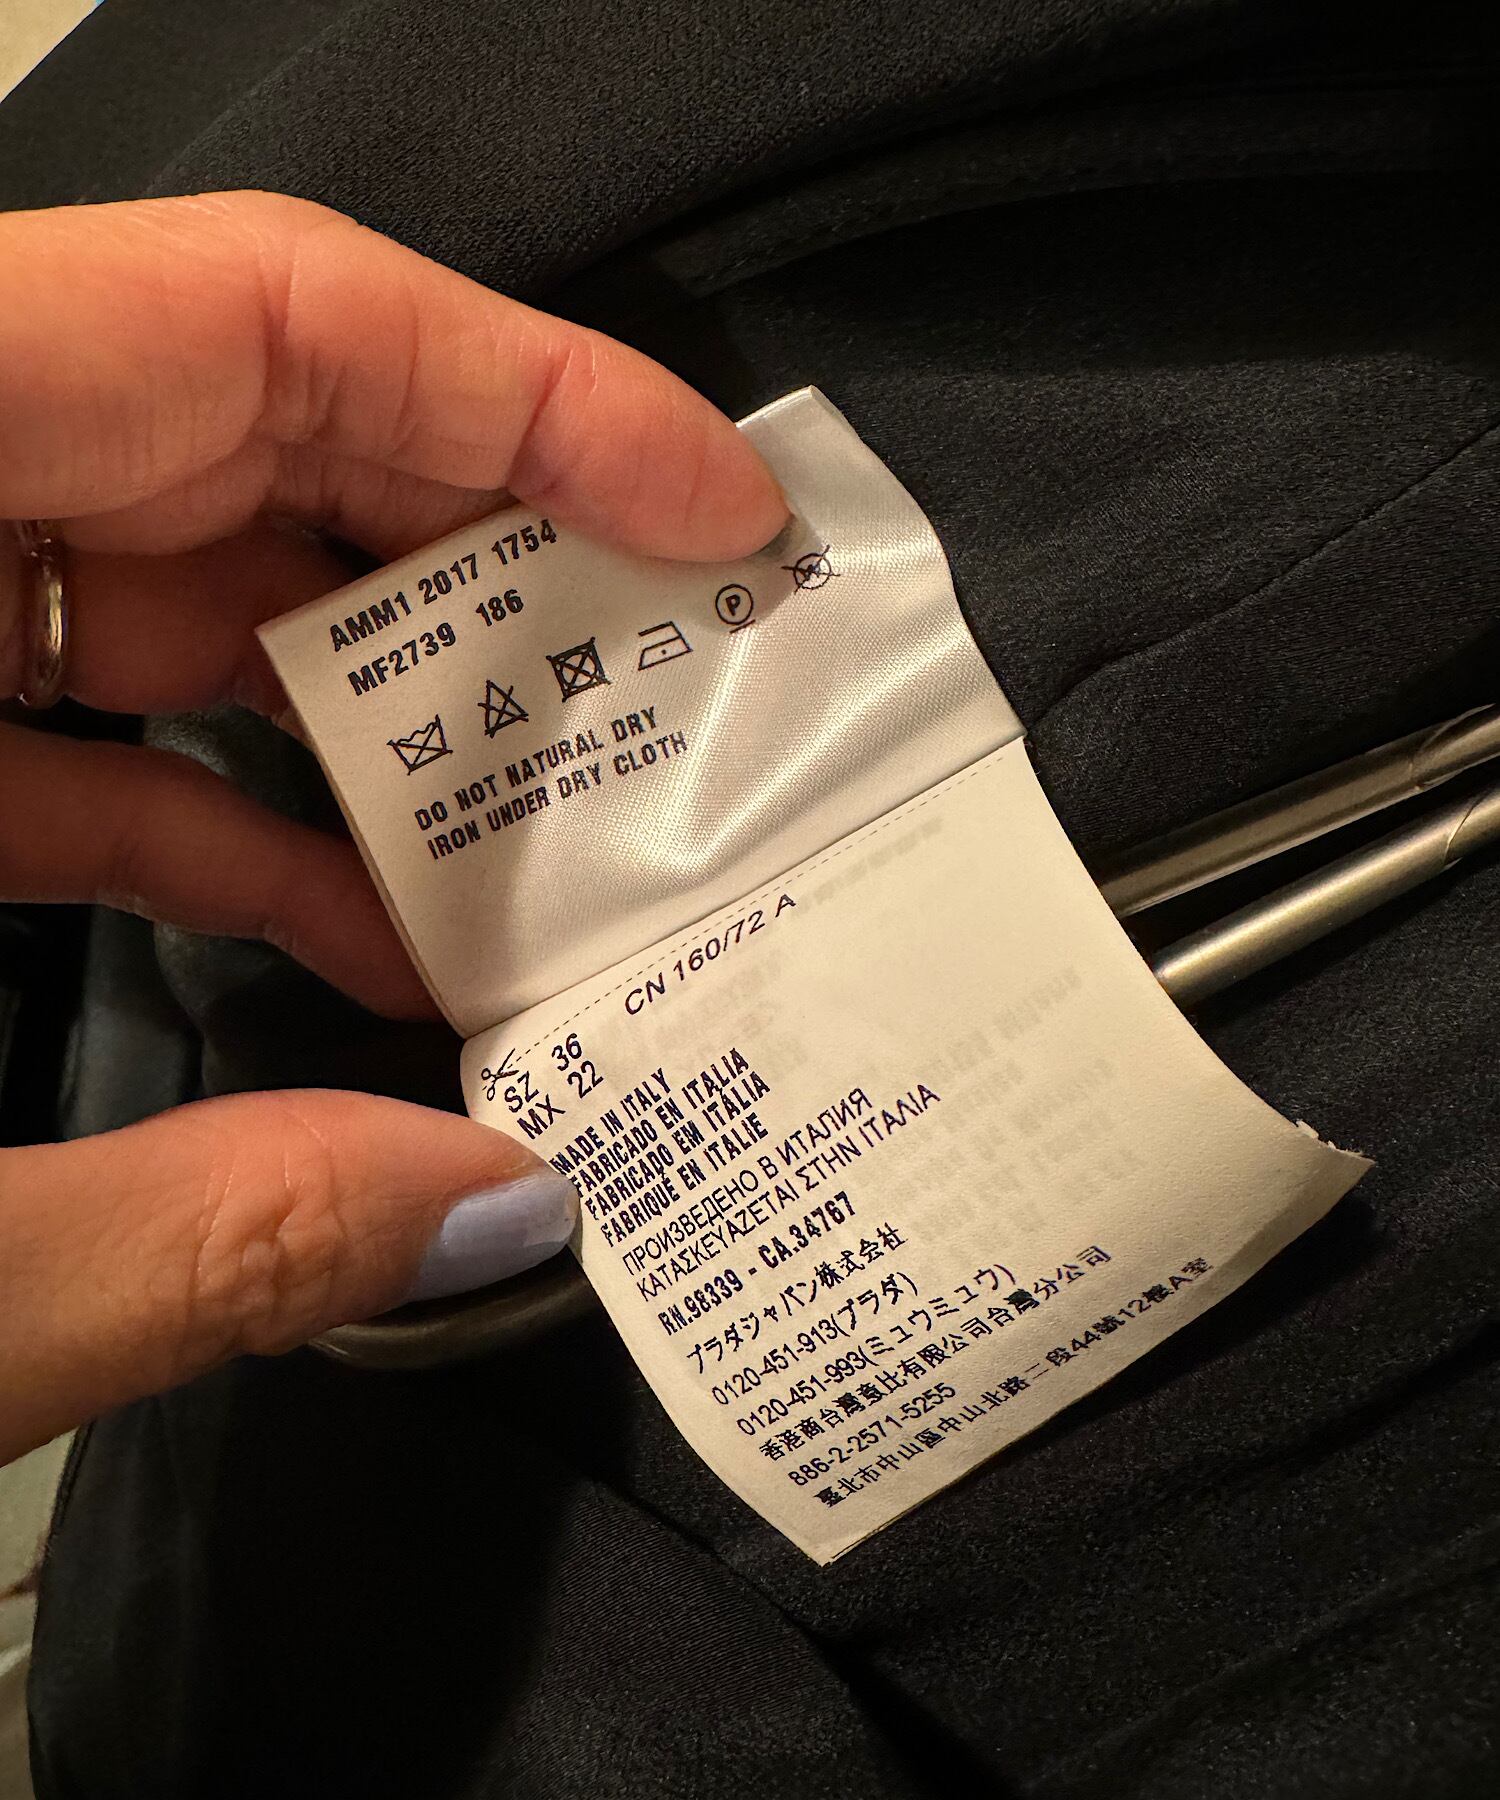 AMM1 2017 1754
MF2739 186
P
W
DO NOT NATURAL DRY
IRON UNDER DRY CLOTH
CN 160/72 A
SZ 36
MX 22
MADE IN ITALY
FABRICADO EN ITALIA
FABRICADO EM ITÁLIA
FABRIQUÉ EN ITALIE
ПРОИЗВЕДЕНО В ИТАЛИЯ
ΚΑΤΑΣΚΕΥΑΖΕΤΑΙ ΣΤΗΝ ΙΤΑΛΙΑ
RN.98339 - CA.34767
プラダジャパン株式会社
0120-451-913(プラダ)
0120-451-993(ミュウミュウ)
香港商台灣章比有限公司台灣分公司
886-2-2571-5255
臺北市中山區中山北路二段44號12樓A室